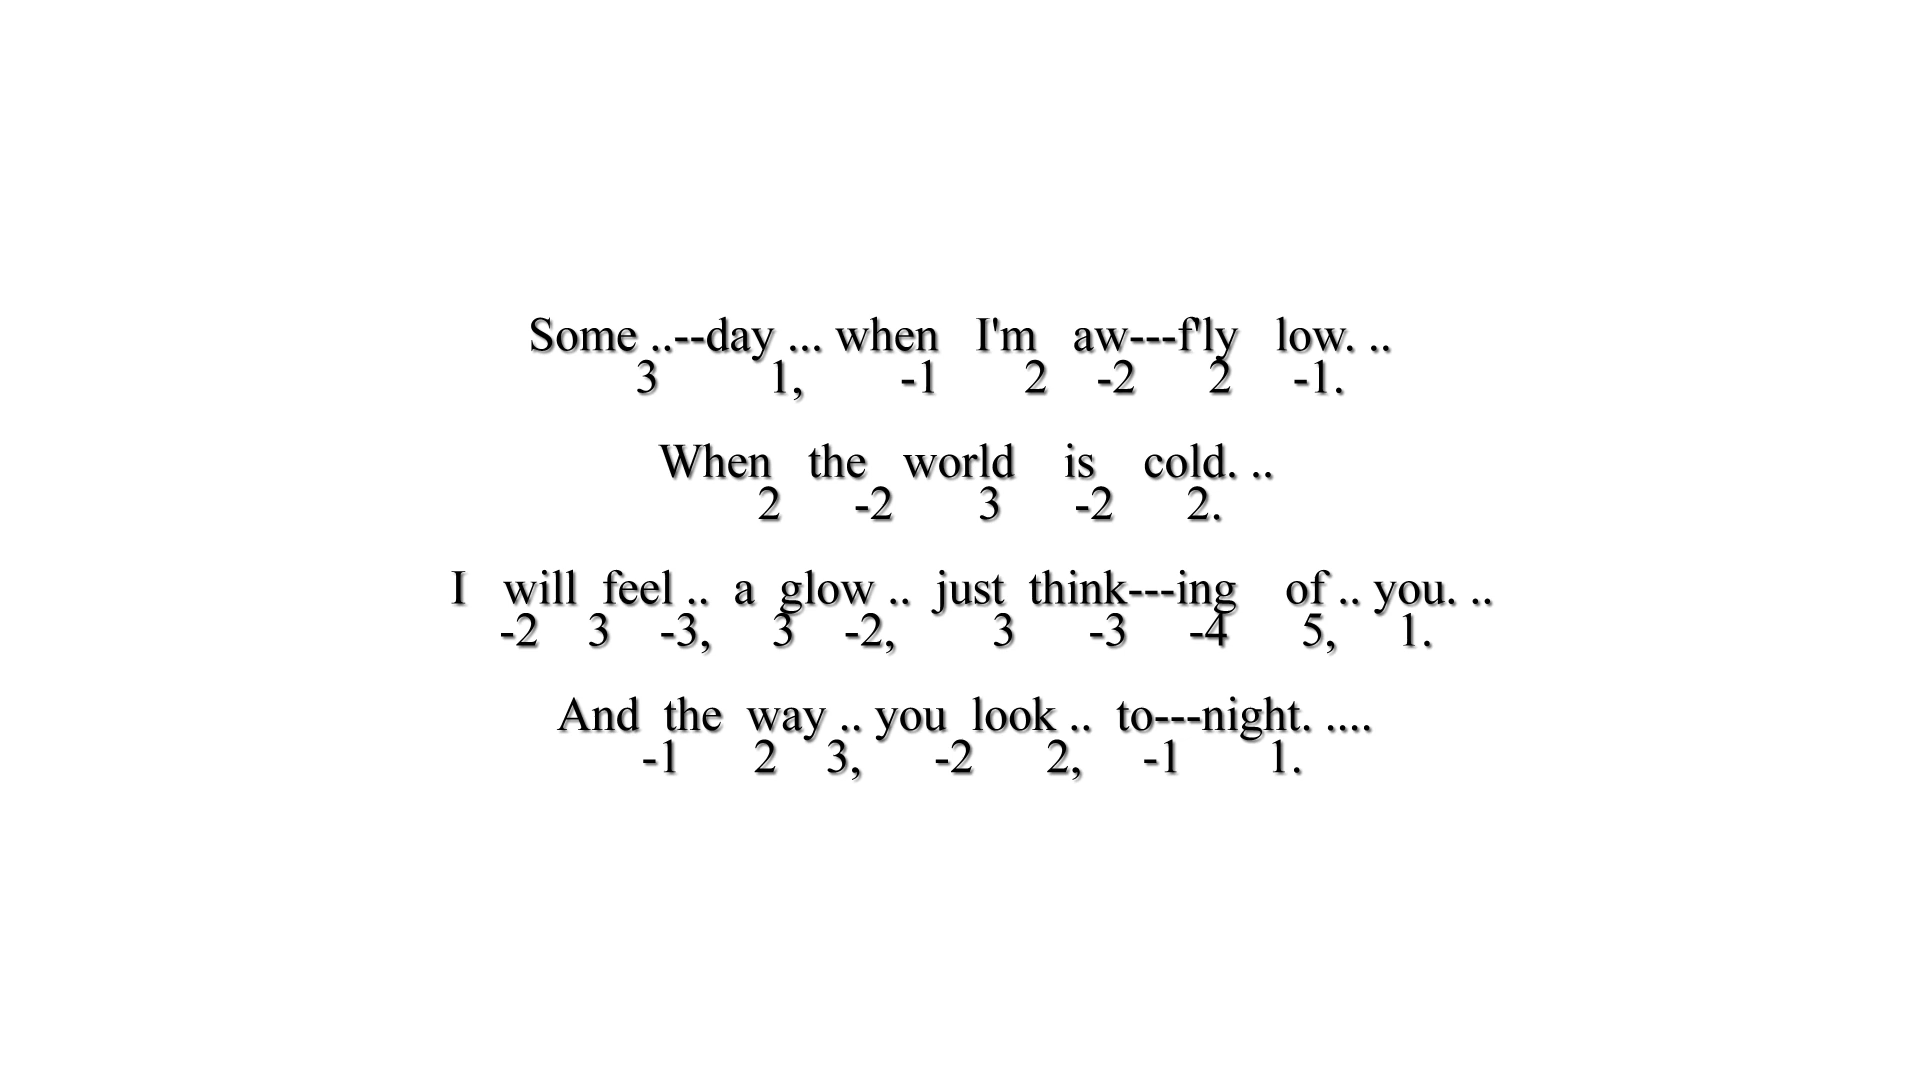 Some ..--day ... when I'm aw---f'ly low. ..
3 1, -1 2 -2 2 -1.
When the world is cold. ..
2 -2 3 -2 2.
I will feel .. a glow .. just think---ing of .. you. ..
-2 3 -3, 3 -2, 3 -3 -4 5, 1.
And the way .. you look .. to---night. ....
-1 2 3, -2 2, -1 1.